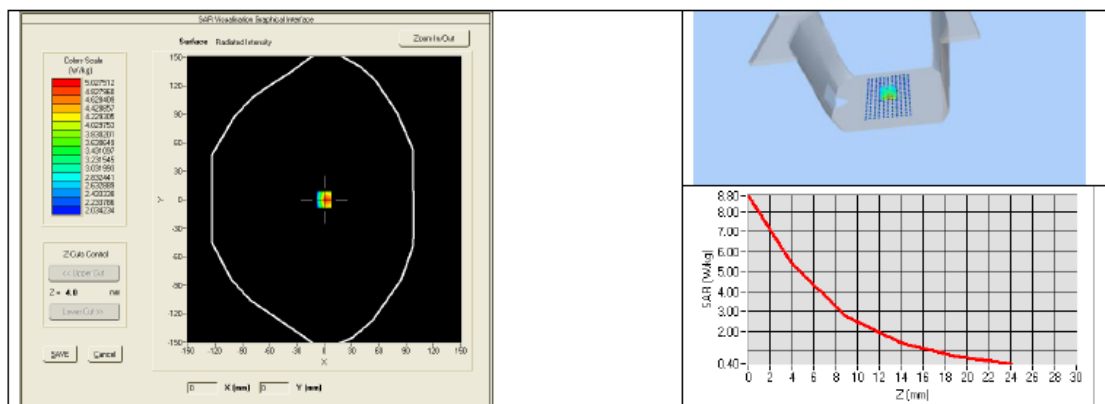 SAR Visualisation Graphical Interface
Surface Radiated Intensity
Zoom In/Out
Colors Scale
(W/kg)
5.027512
4.827960
4.628408
4.428857
4.229305
4.029753
3.830201
3.630649
3.431097
3.231545
3.031993
2.832441
2.632889
2.433338
2.233786
2.034234
Z-Cuts Control
<< Upper Cut
Z = 4.0 mm
Lower Cut >>
SAVE
Cancel
150
120
90
60
30
Y
0
-30
-60
-90
-120
-150
-150 -120 -90 -60 -30 0 30 60 90 120 150
X
0 X (mm) 0 Y (mm)
SAR (W/kg)
8.80
8.00
7.00
6.00
5.00
4.00
3.00
2.00
0.40
0 2 4 6 8 10 12 14 16 18 20 22 24 26 28 30
Z (mm)